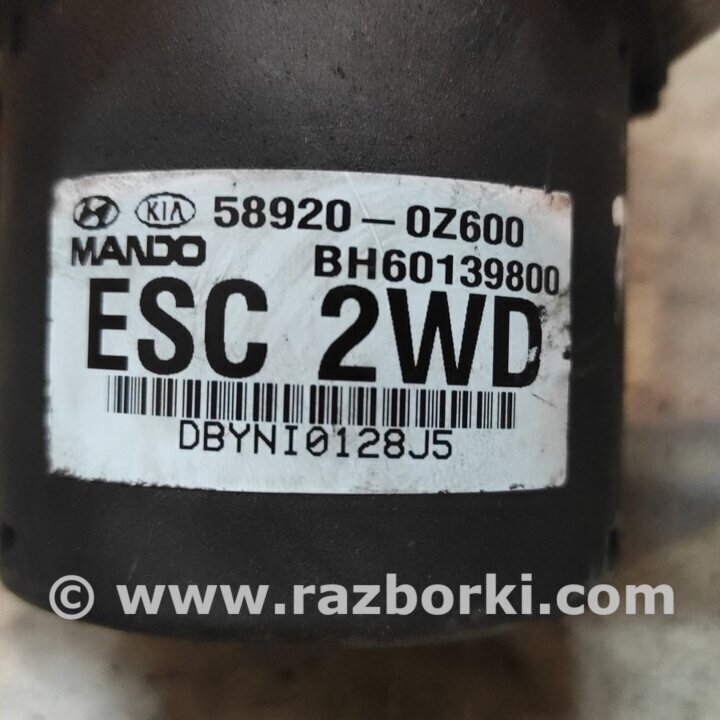 KIA 58920-0Z600
MANDO BH60139800
ESC 2WD
DBYNI0128J5
© www.razborki.com